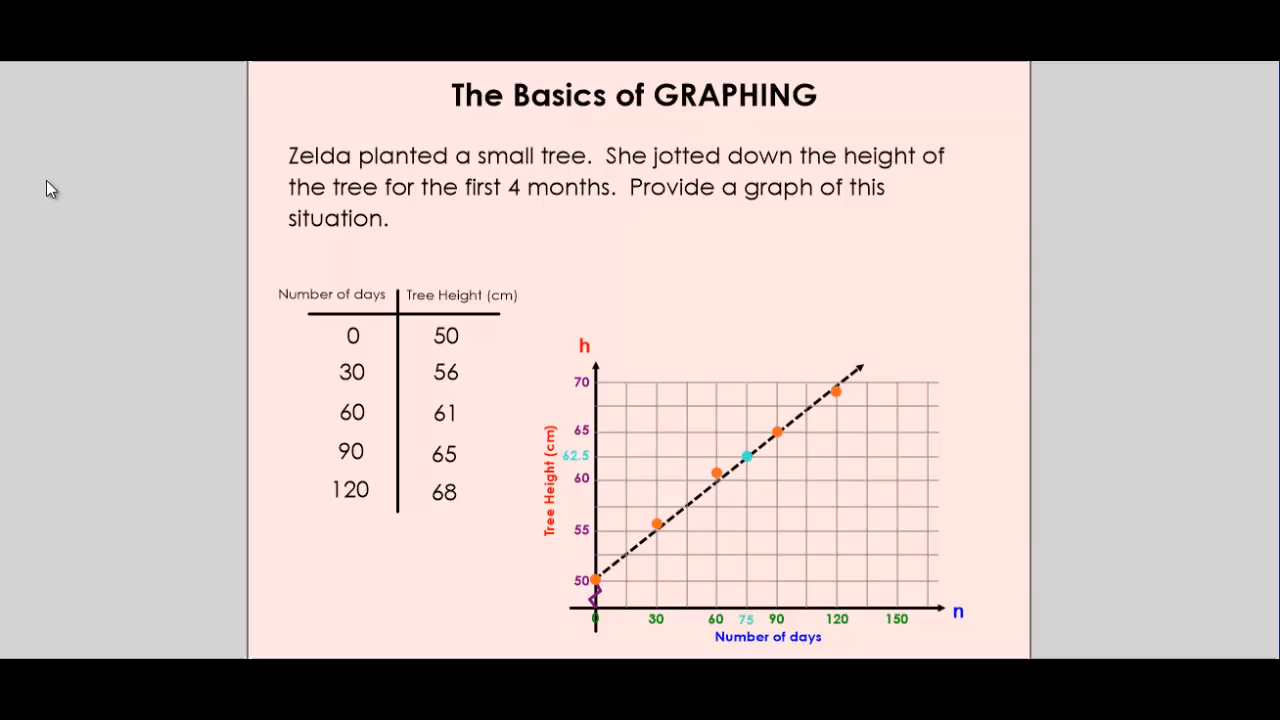 The Basics of GRAPHING
Zelda planted a small tree. She jotted down the height of
the tree for the first 4 months. Provide a graph of this
situation.
Number of days Tree Height (cm)
0 50
30 56
60 61
90 65
120 68
h
70
65
62.5
60
55
50
Tree Height (cm)
0 30 60 75 90 120 150
n
Number of days